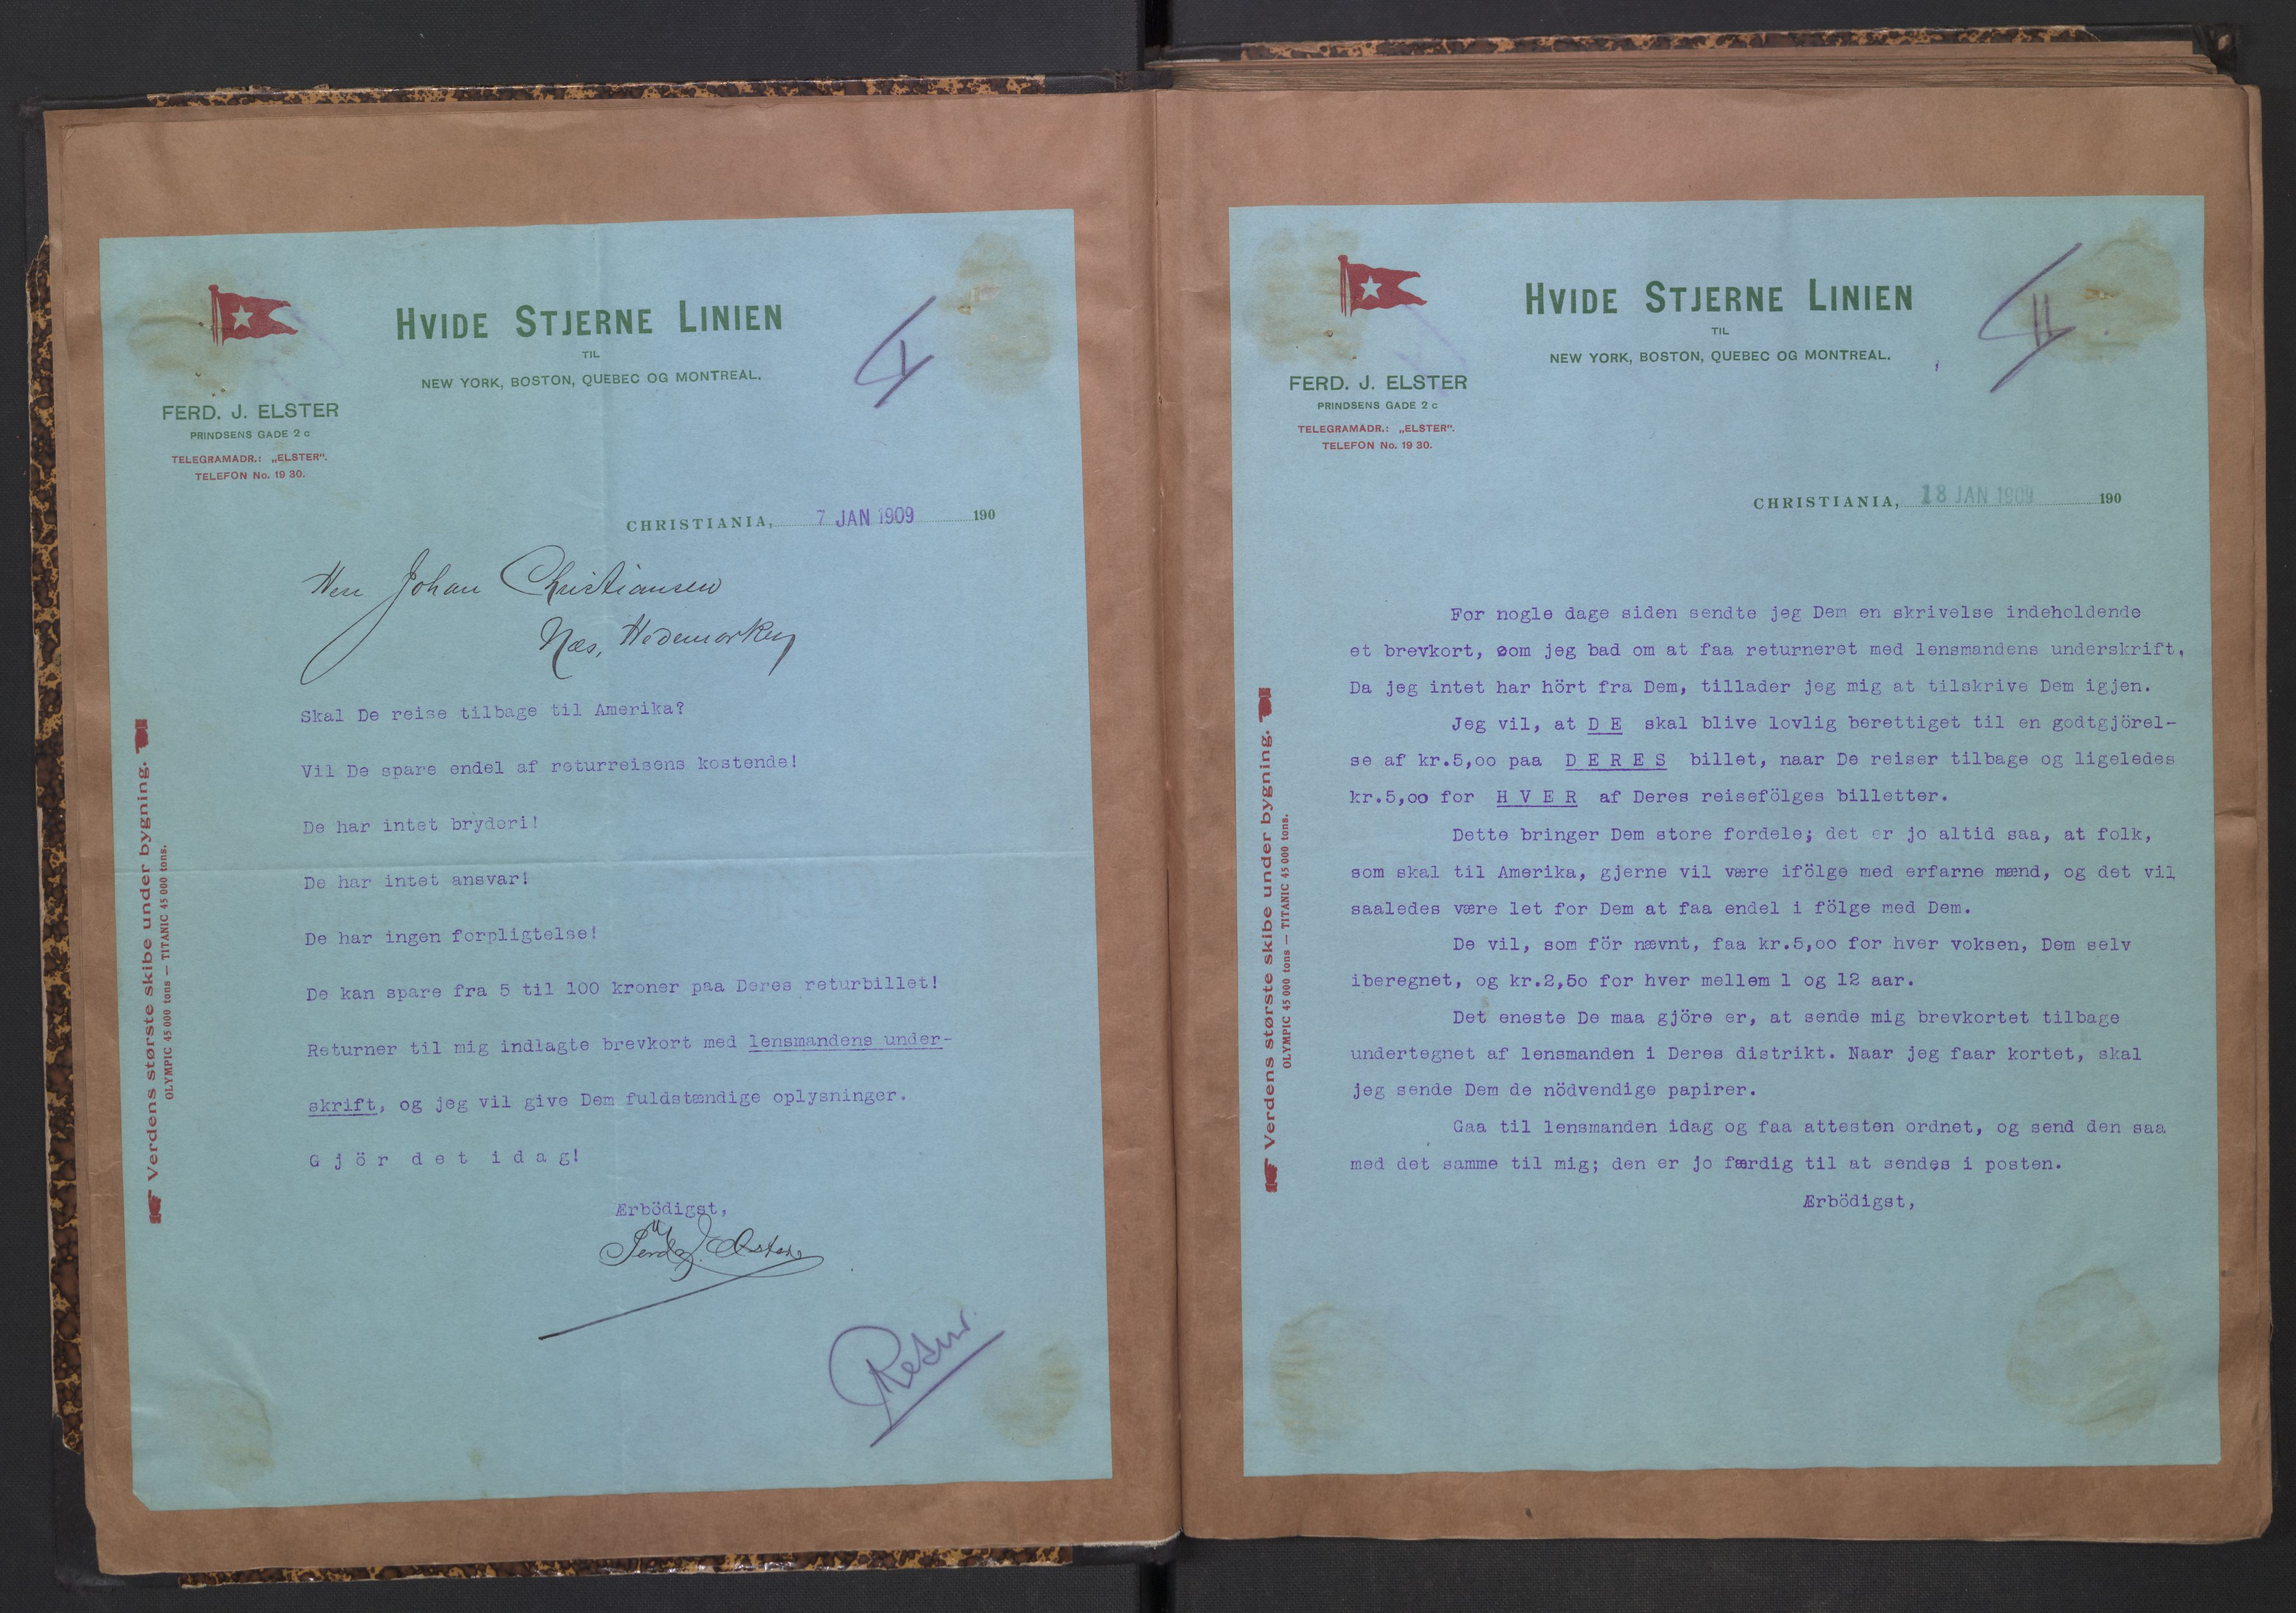 HVIDE STJERNE LINIEN
TIL
NEW YORK, BOSTON, QUEBEC OG MONTREAL.
I
FERD. J. ELSTER
PRINDSENS GADE 2 c
TELEGRAMADR.: „ELSTER".
TELEFON No. 19 30.
CHRISTIANIA, 7 JAN 1909 190
Herr Johan Christiansen
Næs, Hedemarken
Skal De reise tilbage til Amerika?
Vil De spare endel af returreisens kostende!
De har intet bryderi!
De har intet ansvar!
De har ingen forpligtelse!
De kan spare fra 5 til 100 kroner paa Deres returbillet!
Returner til mig indlagte brevkort med lensmandens under-
skrift, og jeg vil give Dem fuldstændige oplysninger.
G j ö r d e t i d a g!
Ærbödigst,
Ferd. J. Elster
Retur.
Verdens største skibe under bygning.
OLYMPIC 45 000 tons — TITANIC 45 000 tons.
HVIDE STJERNE LINIEN
TIL
NEW YORK, BOSTON, QUEBEC OG MONTREAL.
II
FERD. J. ELSTER
PRINDSENS GADE 2 c
TELEGRAMADR.: „ELSTER".
TELEFON No. 19 30.
CHRISTIANIA, 18 JAN 1909 190
For nogle dage siden sendte jeg Dem en skrivelse indeholdende
et brevkort, som jeg bad om at faa returneret med lensmandens underskrift.
Da jeg intet har hört fra Dem, tillader jeg mig at tilskrive Dem igjen.
Jeg vil, at D E skal blive lovlig berettiget til en godtgjörel-
se af kr.5,oo paa D E R E S billet, naar De reiser tilbage og ligeledes
kr.5,oo for H V E R af Deres reisefölges billetter.
Dette bringer Dem store fordele; det er jo altid saa, at folk,
som skal til Amerika, gjerne vil være ifölge med erfarne mænd, og det vil
saaledes være let for Dem at faa endel i fölge med Dem.
De vil, som för nævnt, faa kr.5,oo for hver voksen, Dem selv
iberegnet, og kr.2,5o for hver mellem 1 og 12 aar.
Det eneste De maa gjöre er, at sende mig brevkortet tilbage
undertegnet af lensmanden i Deres distrikt. Naar jeg faar kortet, skal
jeg sende Dem de nödvendige papirer.
Gaa til lensmanden idag og faa attesten ordnet, og send den saa
med det samme til mig; den er jo færdig til at sendes i posten.
Ærbödigst,
Verdens største skibe under bygning.
OLYMPIC 45 000 tons — TITANIC 45 000 tons.